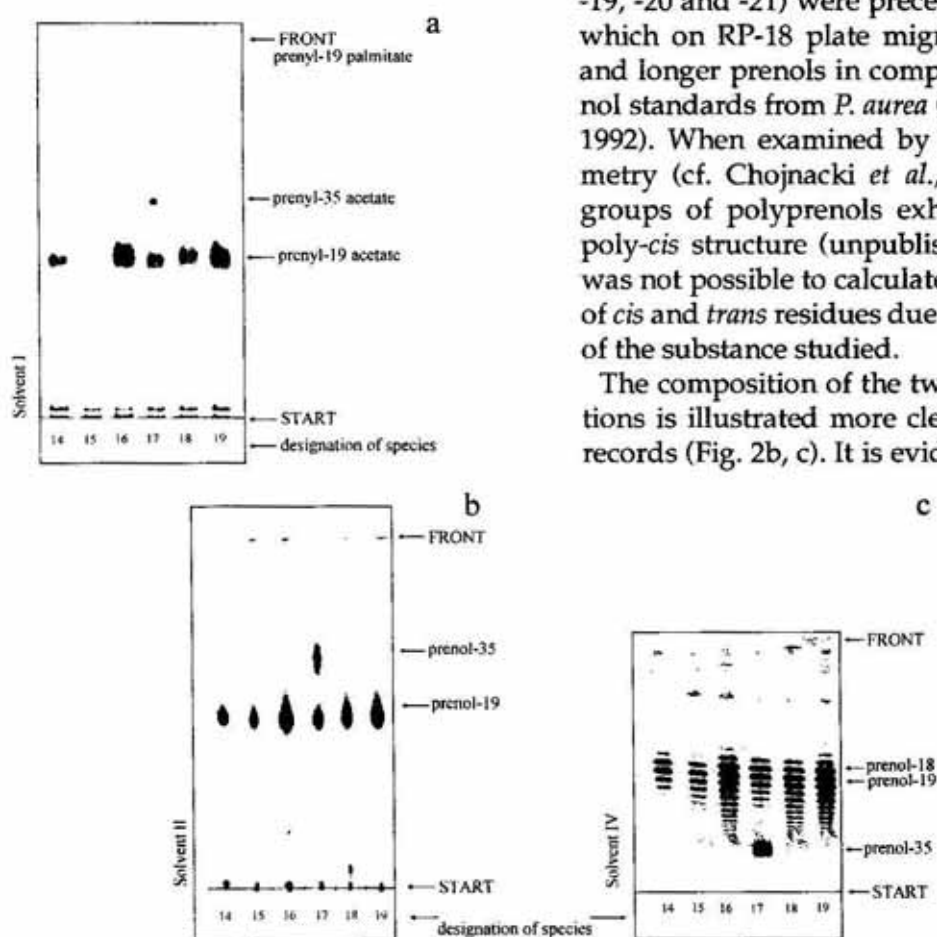 -19, -20 and -21) were prece
which on RP-18 plate migr
and longer prenols in comp
nol standards from P. aurea
1992). When examined by
metry (cf. Chojnacki et al.,
groups of polyprenols exh
poly-cis structure (unpublis
was not possible to calculate
of cis and trans residues due
of the substance studied.
The composition of the tw
tions is illustrated more cle
records (Fig. 2b, c). It is evid
a
FRONT
prenyl-19 palmitate
prenyl-35 acetate
prenyl-19 acetate
Solvent I
START
14 15 16 17 18 19
designation of species
b
FRONT
prenol-35
prenol-19
Solvent II
START
14 15 16 17 18 19
designation of species
c
FRONT
prenol-18
prenol-19
prenol-35
Solvent IV
START
14 15 16 17 18 19